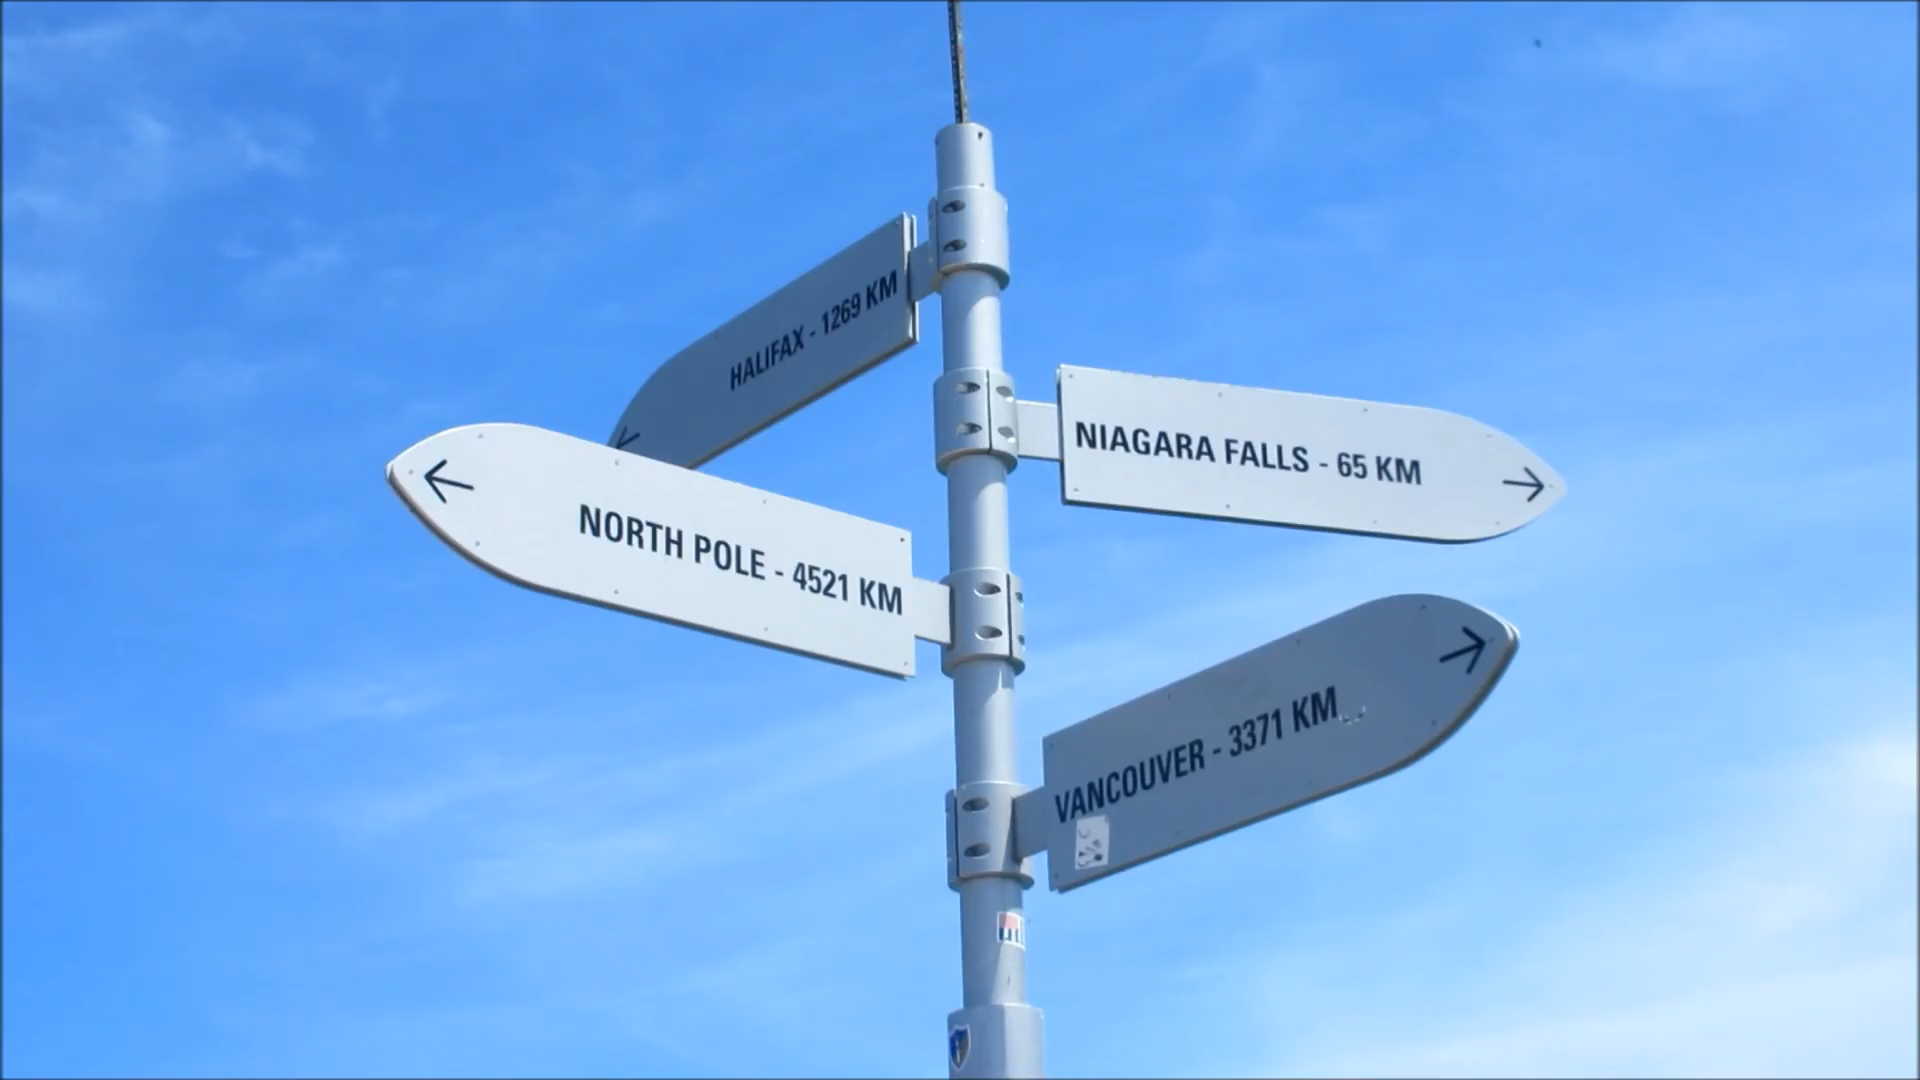 HALIFAX - 1269 KM
NIAGARA FALLS - 65 KM
NORTH POLE - 4521 KM
VANCOUVER - 3371 KM